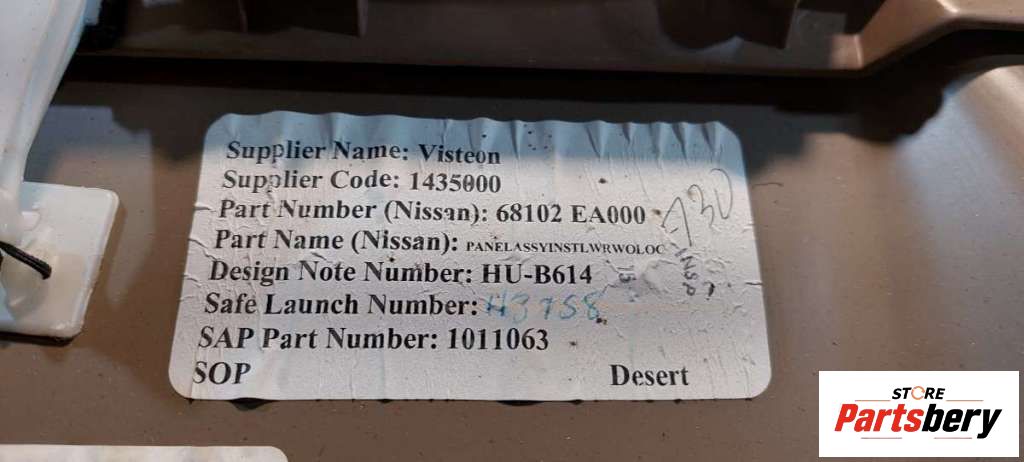 Supplier Name: Visteon
Supplier Code: 1435000
Part Number (Nissan): 68102 EA000
Part Name (Nissan): PANELASSYINSTLWRWOLOC
Design Note Number: HU-B614
Safe Launch Number: H3758
SAP Part Number: 1011063
SOP Desert
STORE
Partsbery